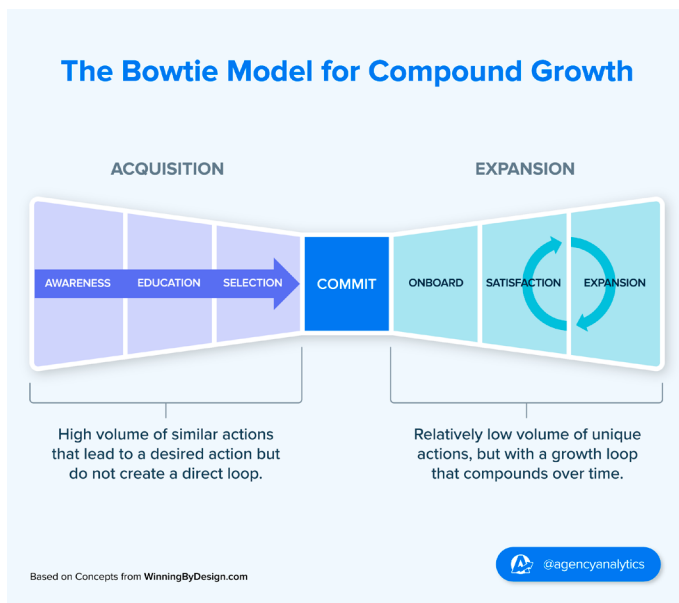 The Bowtie Model for Compound Growth
ACQUISITION
EXPANSION
AWARENESS
EDUCATION
SELECTION
COMMIT
ONBOARD
SATISFACTION
EXPANSION
High volume of similar actions
that lead to a desired action but
do not create a direct loop.
Relatively low volume of unique
actions, but with a growth loop
that compounds over time.
Based on Concepts from WinningByDesign.com
@agencyanalytics